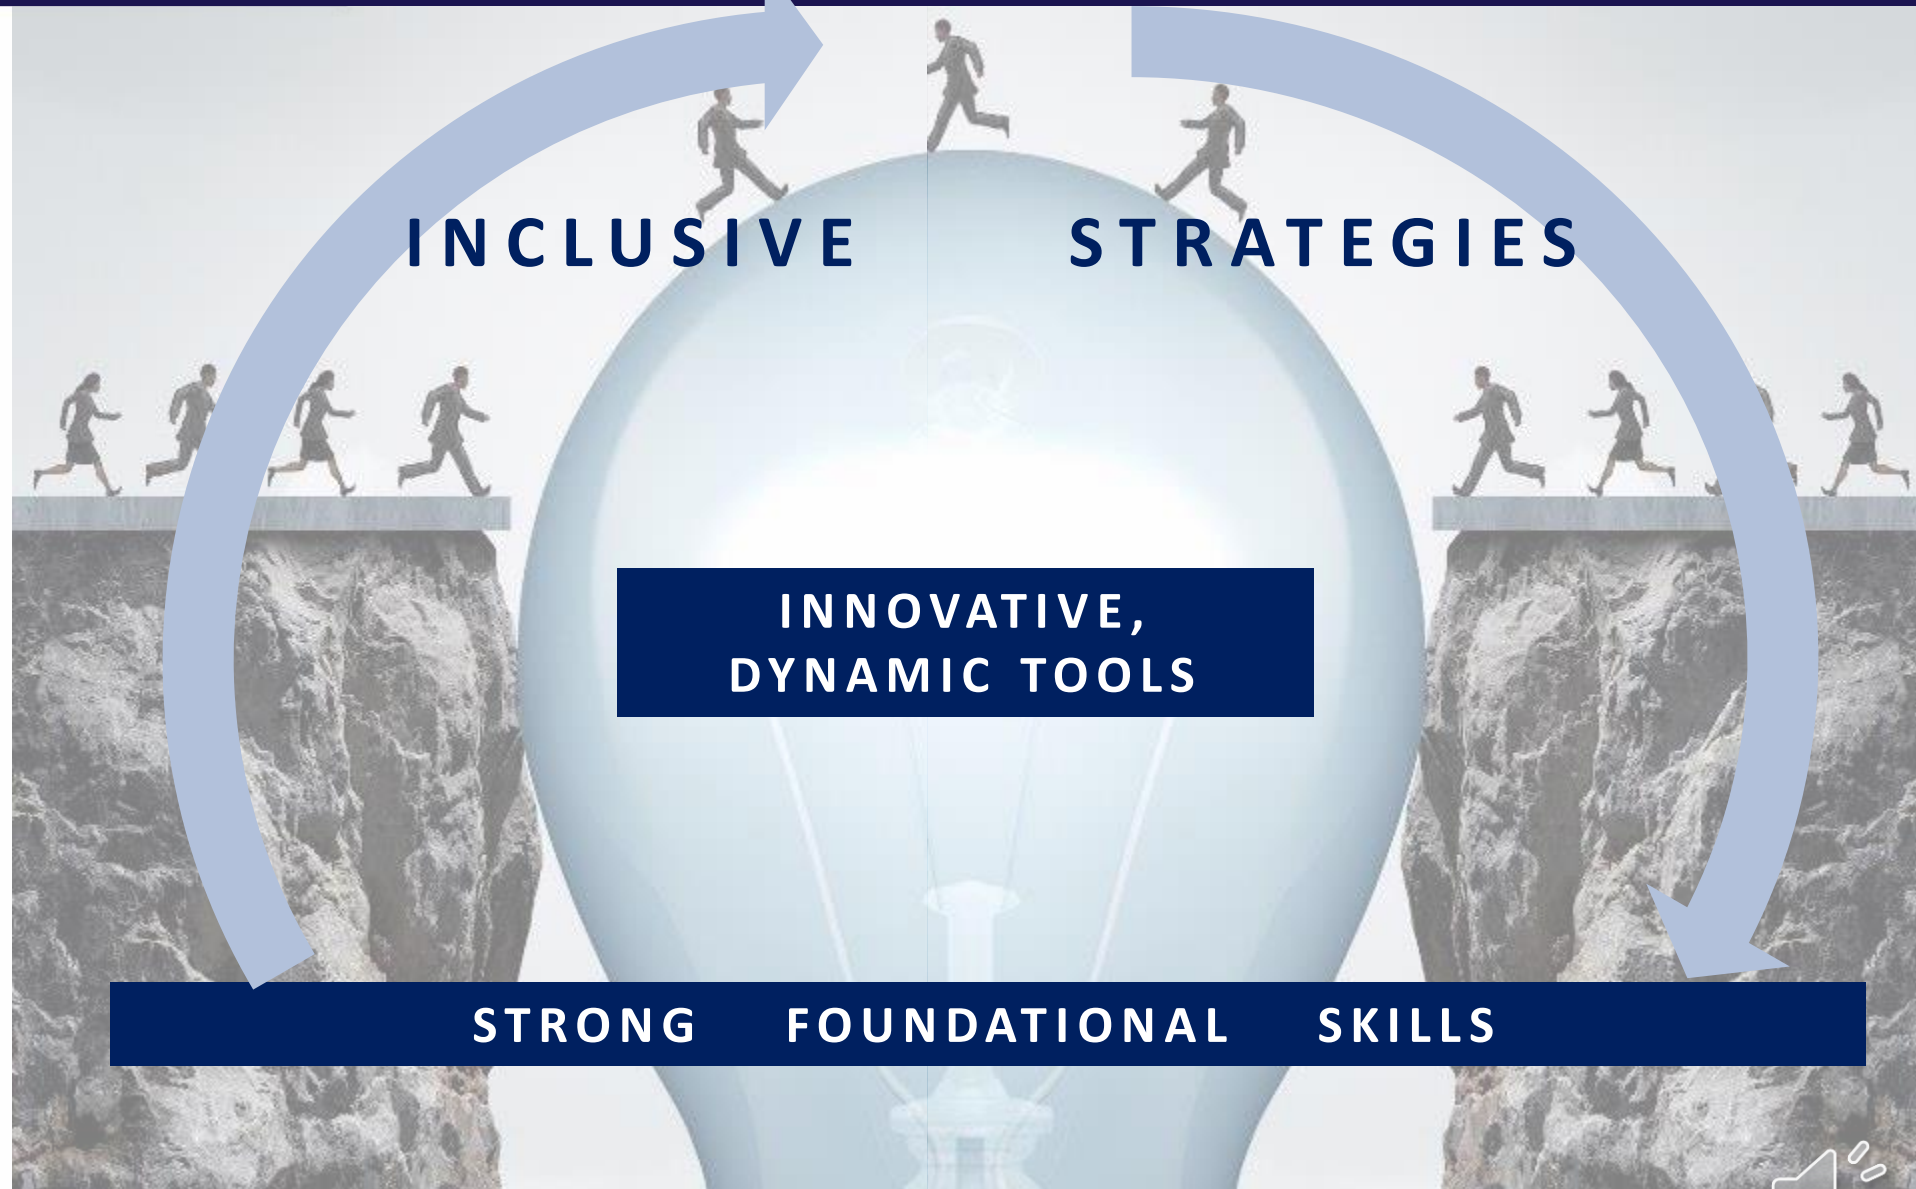 INCLUSIVE STRATEGIES
INNOVATIVE,
DYNAMIC TOOLS
STRONG FOUNDATIONAL SKILLS